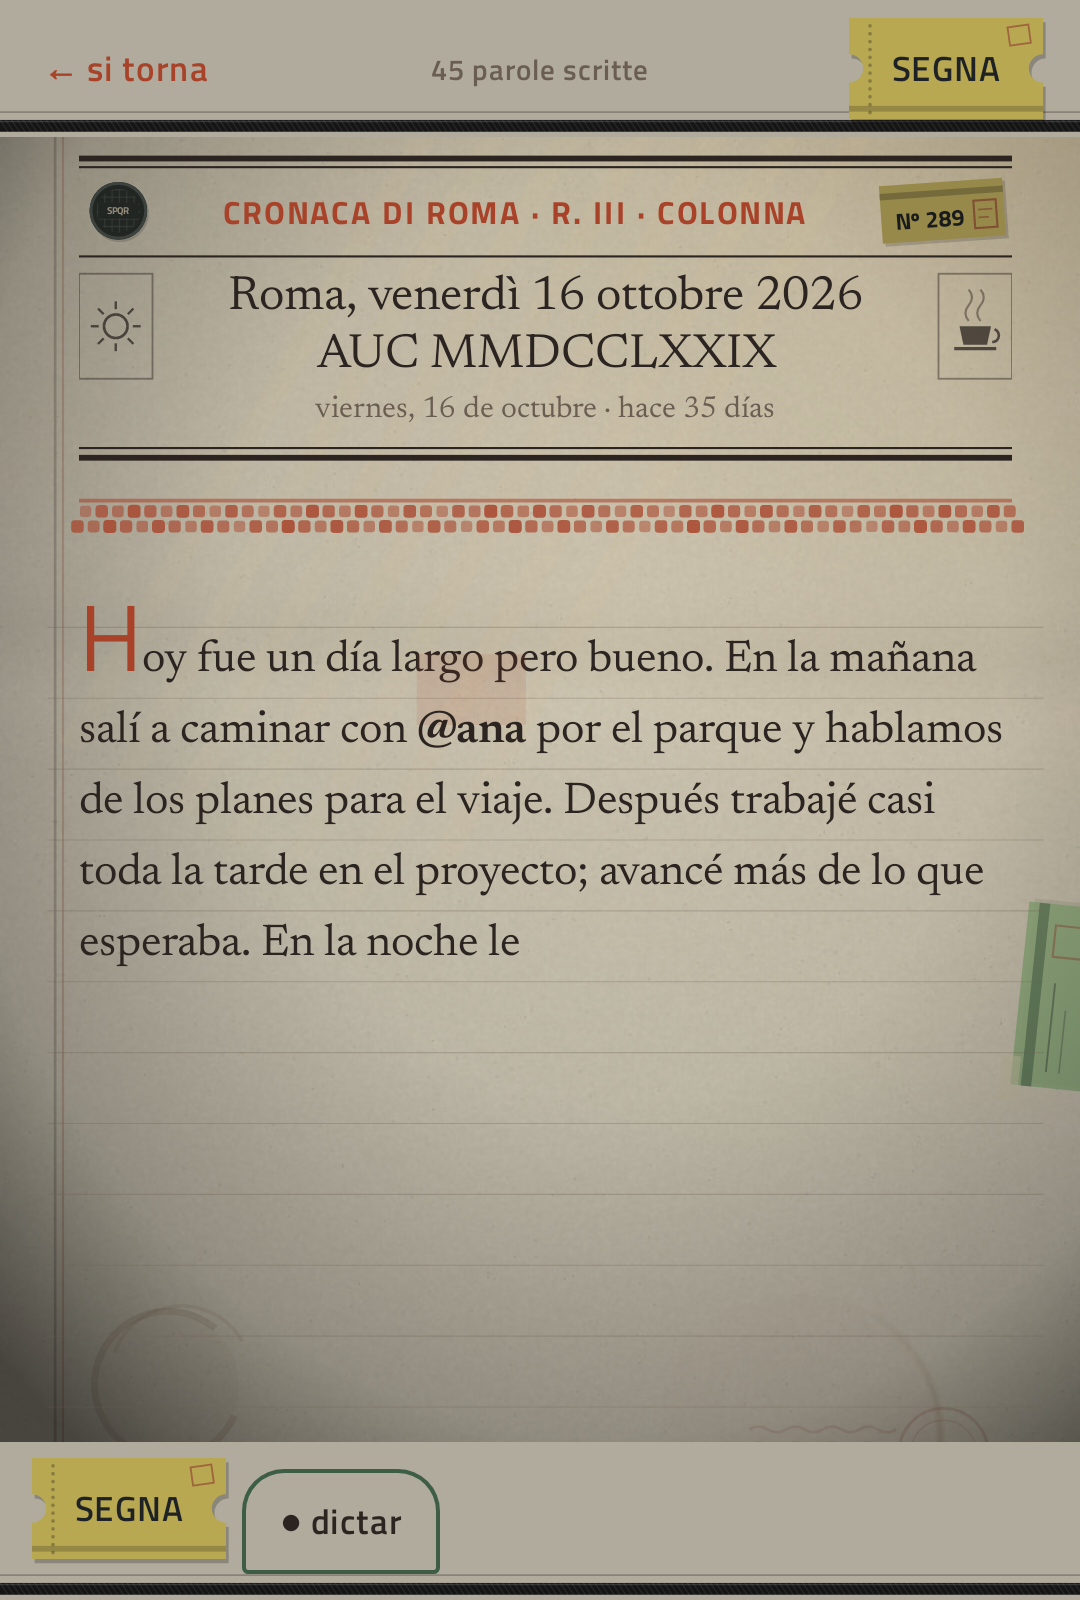 ← si torna
45 parole scritte
SEGNA
SPQR
CRONACA DI ROMA · R. III · COLONNA
Nº 289
Roma, venerdì 16 ottobre 2026
AUC MMDCCLXXIX
viernes, 16 de octubre · hace 35 días
Hoy fue un día largo pero bueno. En la mañana
salí a caminar con @ana por el parque y hablamos
de los planes para el viaje. Después trabajé casi
toda la tarde en el proyecto; avancé más de lo que
esperaba. En la noche le
SEGNA
• dictar